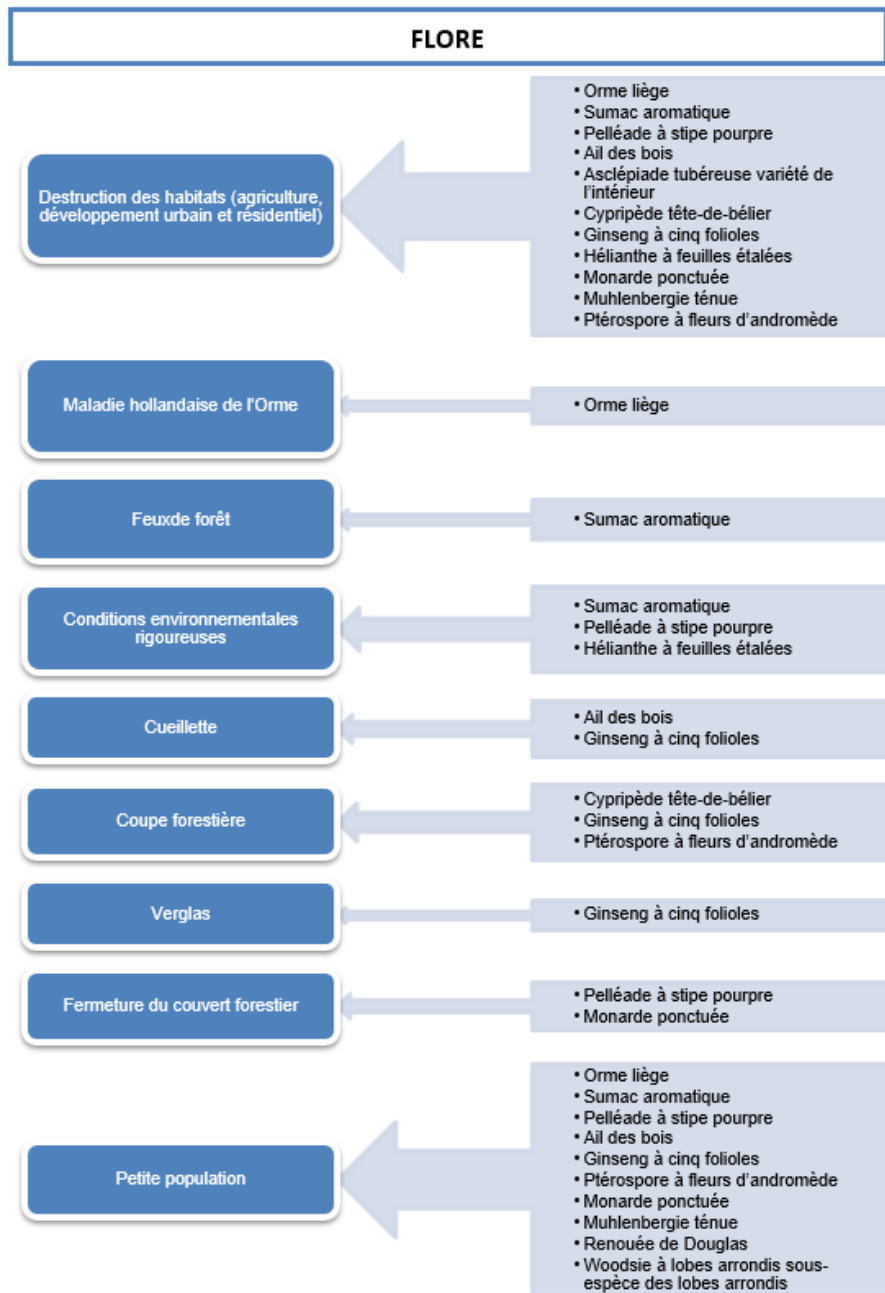 FLORE
Destruction des habitats (agriculture,
développement urbain et résidentiel)
• Orme liège
• Sumac aromatique
• Pelléade à stipe pourpre
• Ail des bois
• Asclépiade tubéreuse variété de
l'intérieur
• Cypripède tête-de-bélier
• Ginseng à cinq folioles
• Hélianthe à feuilles étalées
• Monarde ponctuée
• Muhlenbergie ténue
• Ptérospore à fleurs d'andromède
Maladie hollandaise de l'Orme
• Orme liège
Feuxde forêt
• Sumac aromatique
Conditions environnementales
rigoureuses
• Sumac aromatique
• Pelléade à stipe pourpre
• Hélianthe à feuilles étalées
Cueillette
• Ail des bois
• Ginseng à cinq folioles
Coupe forestière
• Cypripède tête-de-bélier
• Ginseng à cinq folioles
• Ptérospore à fleurs d'andromède
Verglas
• Ginseng à cinq folioles
Fermeture du couvert forestier
• Pelléade à stipe pourpre
• Monarde ponctuée
Petite population
• Orme liège
• Sumac aromatique
• Pelléade à stipe pourpre
• Ail des bois
• Ginseng à cinq folioles
• Ptérospore à fleurs d'andromède
• Monarde ponctuée
• Muhlenbergie ténue
• Renouée de Douglas
• Woodsie à lobes arrondis sous-
espèce des lobes arrondis